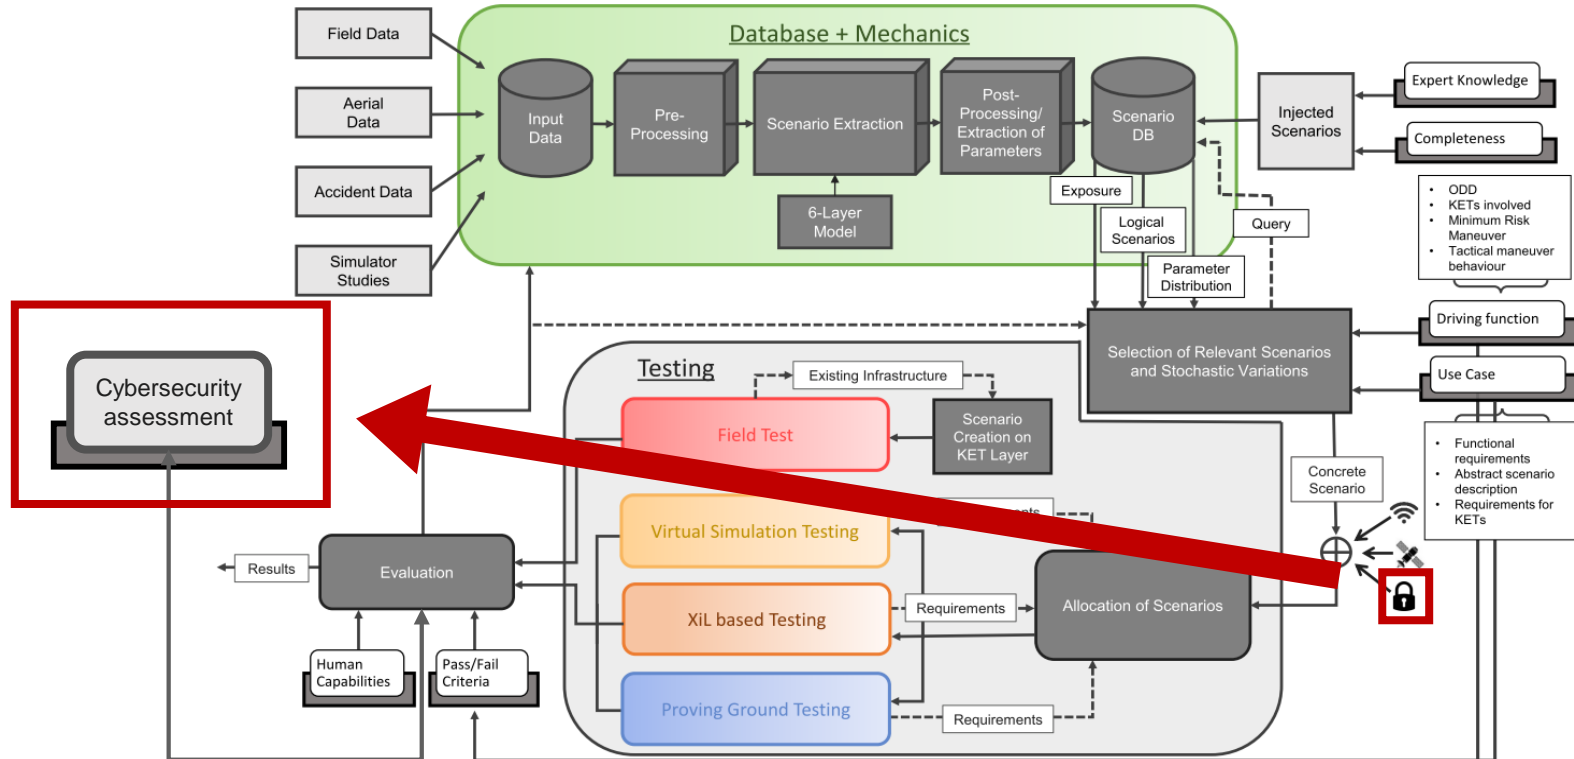 Field Data
Aerial
Data
Accident Data
Simulator
Studies
Database + Mechanics
Input
Data
Pre-
Processing
Scenario Extraction
Post-
Processing/
Extraction of
Parameters
Scenario
DB
6-Layer
Model
Exposure
Logical
Scenarios
Parameter
Distribution
Query
Injected
Scenarios
Expert Knowledge
Completeness
• ODD
• KETs involved
• Minimum Risk
Maneuver
• Tactical maneuver
behaviour
Driving function
Use Case
• Functional
requirements
• Abstract scenario
description
• Requirements for
KETs
Selection of Relevant Scenarios
and Stochastic Variations
Concrete
Scenario
Cybersecurity
assessment
Testing
Existing Infrastructure
Field Test
Scenario
Creation on
KET Layer
Virtual Simulation Testing
XiL based Testing
Requirements
Allocation of Scenarios
Proving Ground Testing
Requirements
Results
Evaluation
Human
Capabilities
Pass/Fail
Criteria